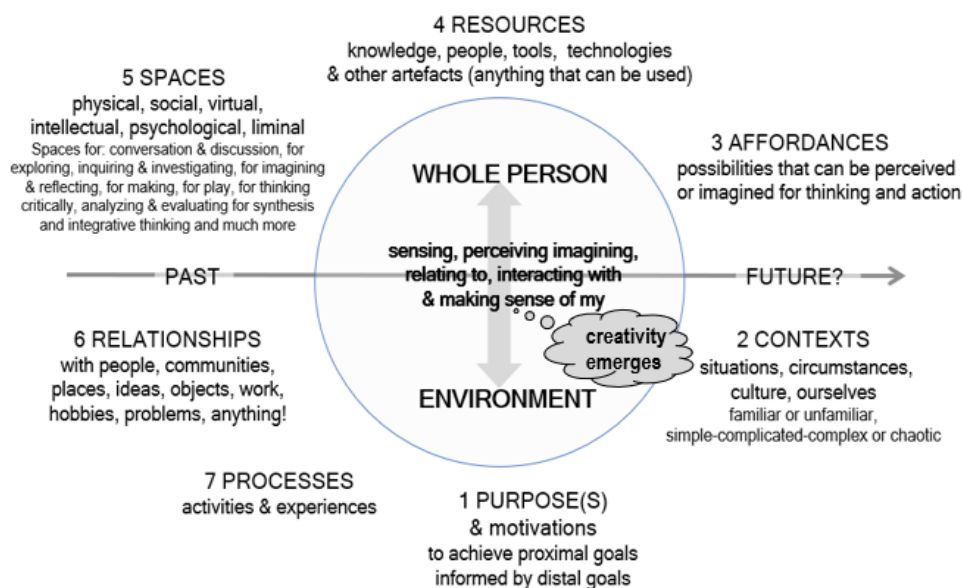 4 RESOURCES
knowledge, people, tools, technologies
& other artefacts (anything that can be used)
5 SPACES
physical, social, virtual,
intellectual, psychological, liminal
Spaces for: conversation & discussion, for
exploring, inquiring & investigating, for imagining
& reflecting, for making, for play, for thinking
critically, analyzing & evaluating for synthesis
and integrative thinking and much more
3 AFFORDANCES
possibilities that can be perceived
or imagined for thinking and action
WHOLE PERSON
sensing, perceiving imagining,
relating to, interacting with
& making sense of my
PAST
FUTURE?
creativity
emerges
ENVIRONMENT
6 RELATIONSHIPS
with people, communities,
places, ideas, objects, work,
hobbies, problems, anything!
2 CONTEXTS
situations, circumstances,
culture, ourselves
familiar or unfamiliar,
simple-complicated-complex or chaotic
7 PROCESSES
activities & experiences
1 PURPOSE(S)
& motivations
to achieve proximal goals
informed by distal goals